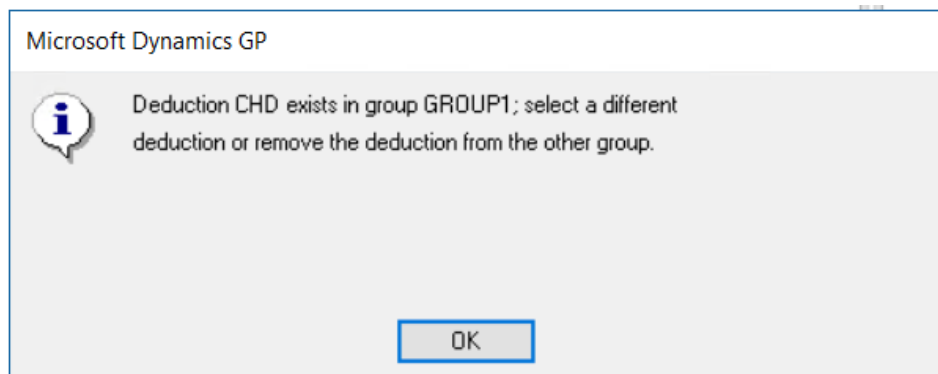 Microsoft Dynamics GP
Deduction CHD exists in group GROUP1; select a different
deduction or remove the deduction from the other group.
OK